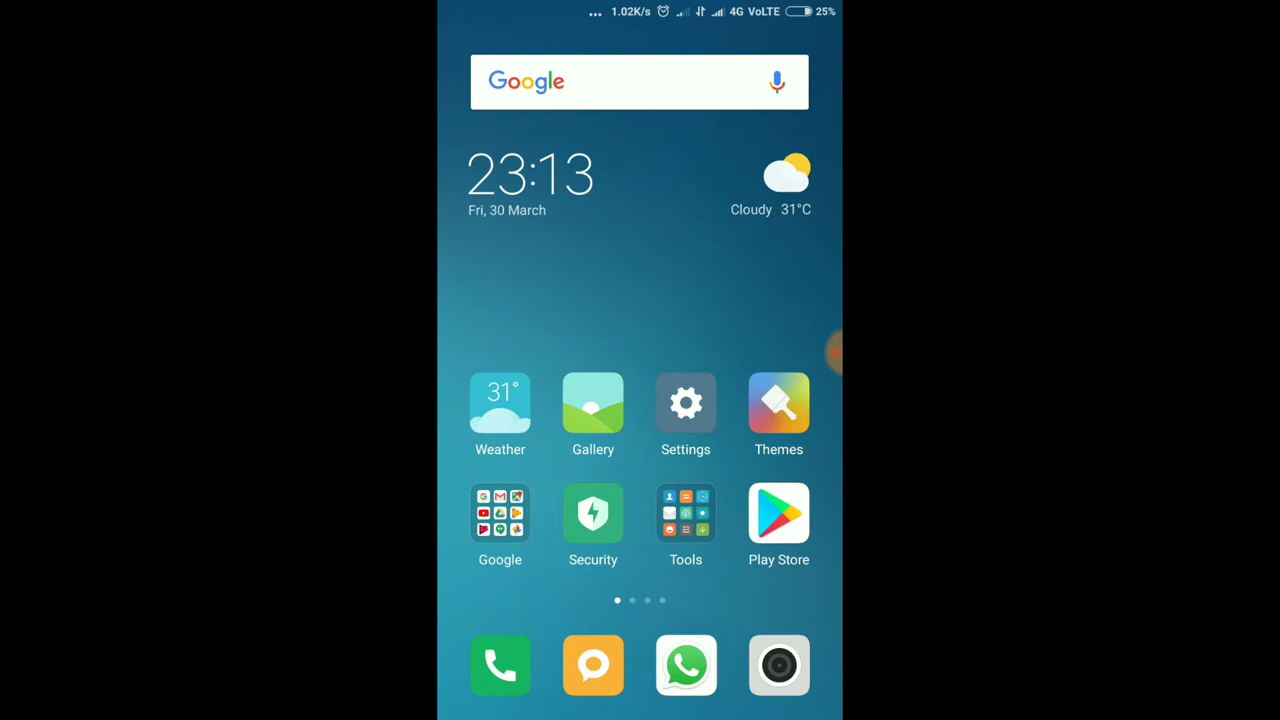 ... 1.02K/s 4G VoLTE 25%
Google
23:13
Fri, 30 March
Cloudy 31°C
31°
Weather Gallery Settings Themes
Google Security Tools Play Store